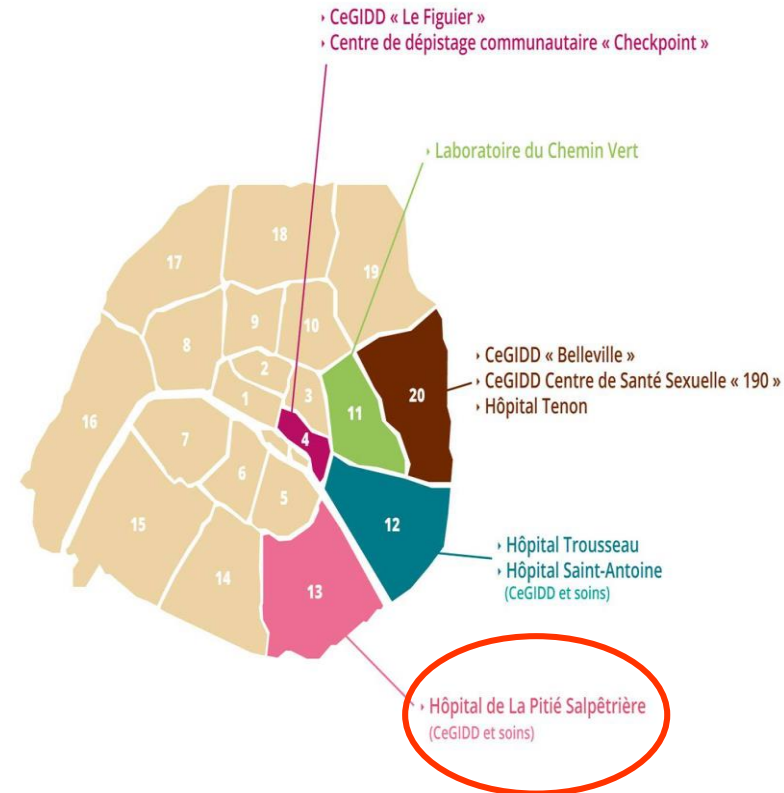 › CeGIDD « Le Figuier »
› Centre de dépistage communautaire « Checkpoint »
› Laboratoire du Chemin Vert
18
17
19
9
10
8
2
3
1
16
11
20
4
7
6
5
15
12
14
13
› CeGIDD « Belleville »
› CeGIDD Centre de Santé Sexuelle « 190 »
› Hôpital Tenon
› Hôpital Trousseau
› Hôpital Saint-Antoine
(CeGIDD et soins)
› Hôpital de La Pitié Salpêtrière
(CeGIDD et soins)